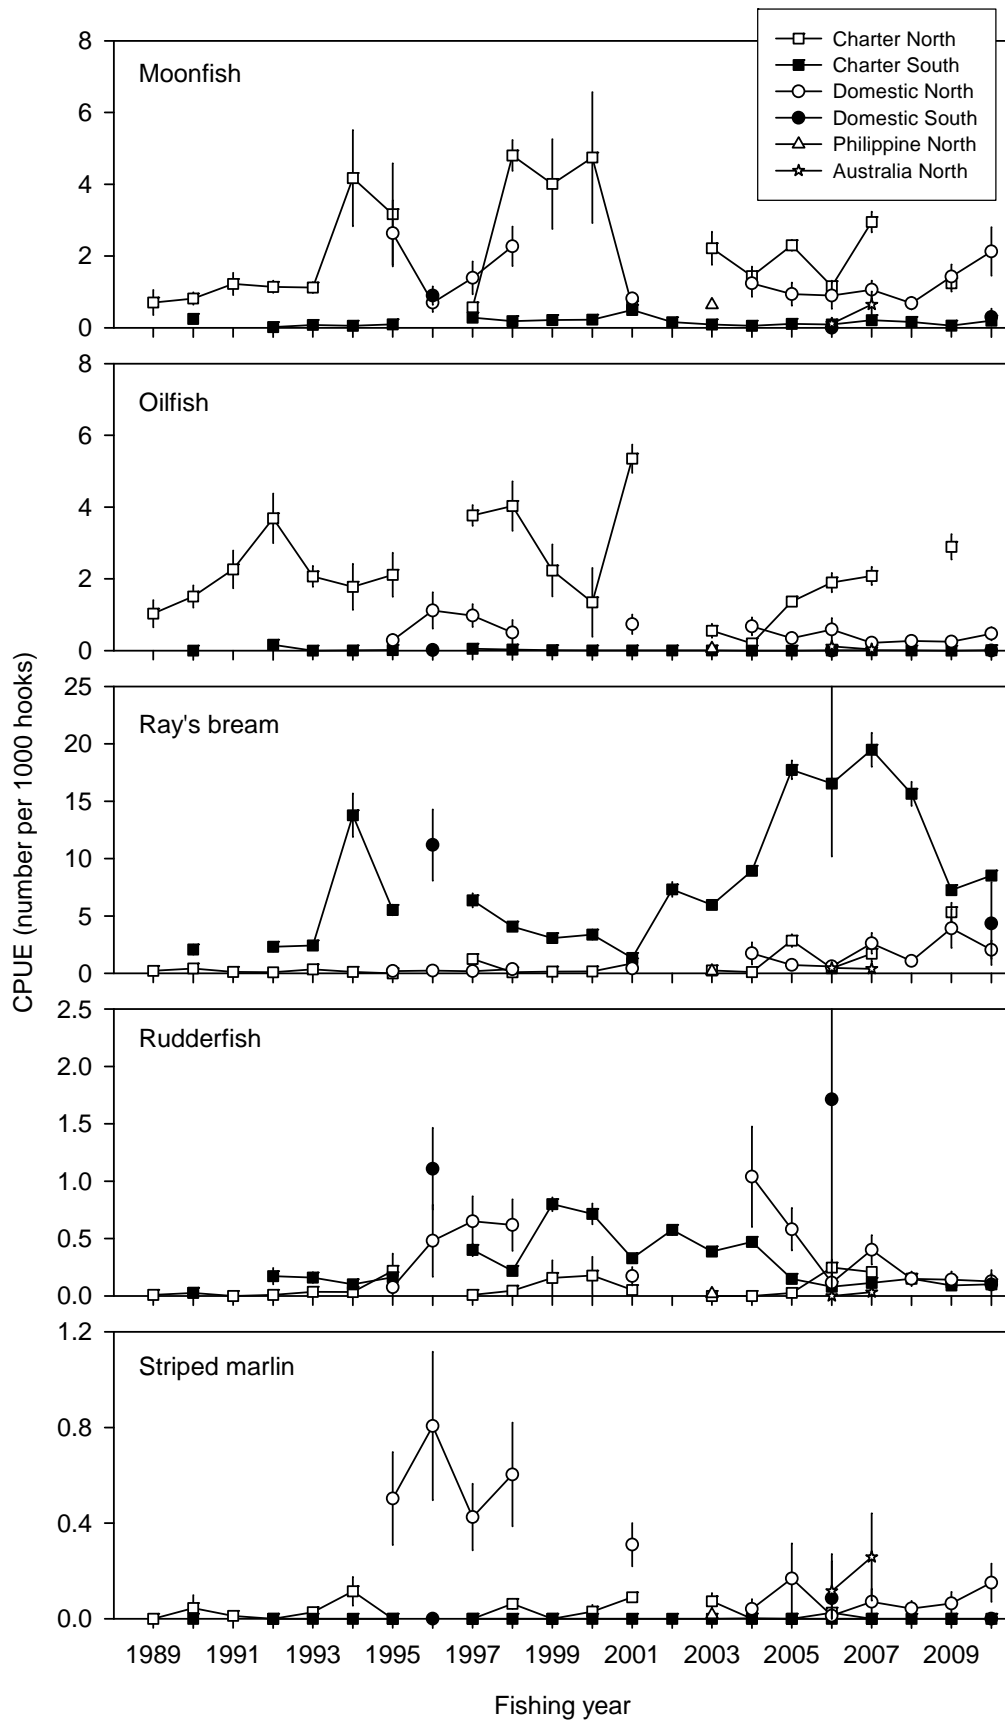 8
Moonfish
Charter North
Charter South
Domestic North
Domestic South
Philippine North
Australia North
6
4
2
0
8
Oilfish
6
4
2
0
CPUE (number per 1000 hooks)
25
Ray's bream
20
15
10
5
0
2.5
Rudderfish
2.0
1.5
1.0
0.5
0.0
1.2
Striped marlin
0.8
0.4
0.0
1989 1991 1993 1995 1997 1999 2001 2003 2005 2007 2009
Fishing year